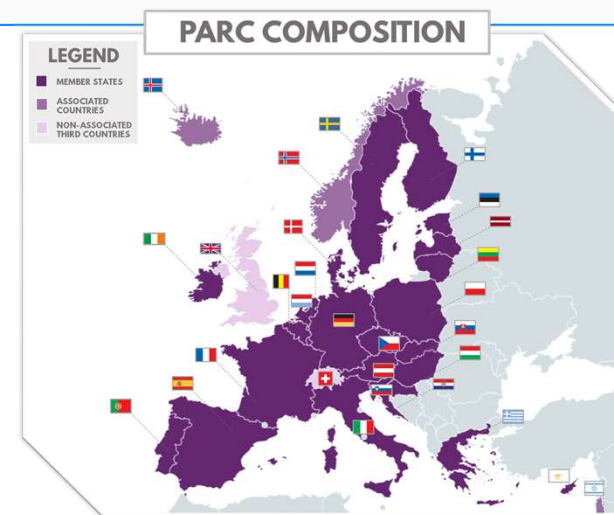 PARC COMPOSITION
LEGEND
MEMBER STATES
ASSOCIATED
COUNTRIES
NON-ASSOCIATED
THIRD COUNTRIES